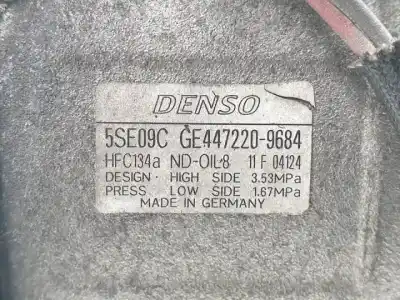 DENSO
5SE09C GE447220-9684
HFC134a ND-OIL8 11 F 04124
DESIGN· HIGH SIDE 3.53MPa
PRESS LOW SIDE 1.67MPa
MADE IN GERMANY